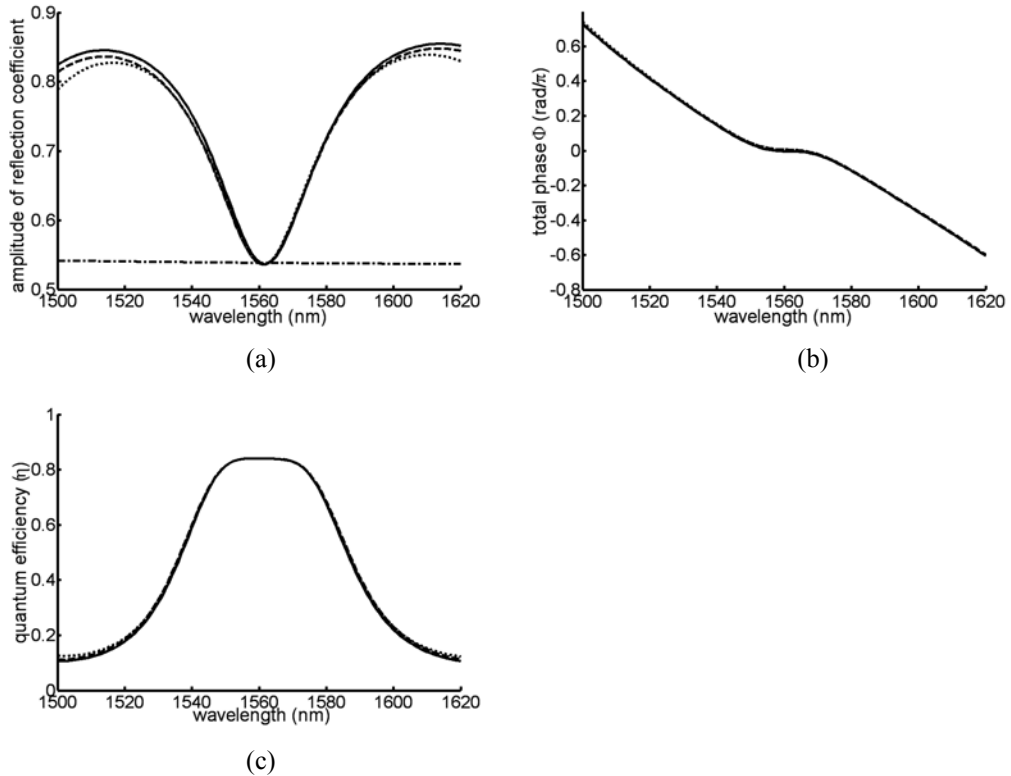 0.9
0.8
0.7
0.6
0.5
amplitude of reflection coefficient
1500 1520 1540 1560 1580 1600 1620
wavelength (nm)
(a)
0.6
0.4
0.2
0
-0.2
-0.4
-0.6
-0.8
total phase Φ (rad/π)
1500 1520 1540 1560 1580 1600 1620
wavelength (nm)
(b)
1
0.8
0.6
0.4
0.2
0
quantum efficiency (η)
1500 1520 1540 1560 1580 1600 1620
wavelength (nm)
(c)